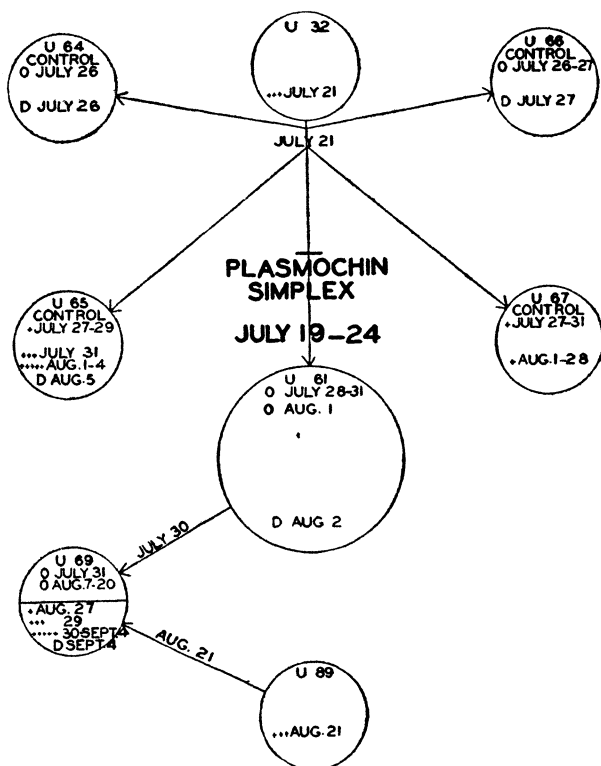 U 64
CONTROL
O JULY 26
D JULY 26
U 32
+++JULY 21
U 66
CONTROL
O JULY 26-27
D JULY 27
JULY 21
PLASMOCHIN
SIMPLEX
JULY 19-24
U 65
CONTROL
+JULY 27-29
+++JULY 31
+++++AUG. 1-4
D AUG. 5
U 67
CONTROL
+JULY 27-31
+AUG. 1-28
U 61
O JULY 28-31
O AUG. 1
+
D AUG. 2
JULY 30
U 69
O JULY 31
O AUG. 7-20
+AUG. 27
+++ 29
+++++ 30-SEPT. 4
D SEPT. 4
AUG. 21
U 89
+++AUG. 21